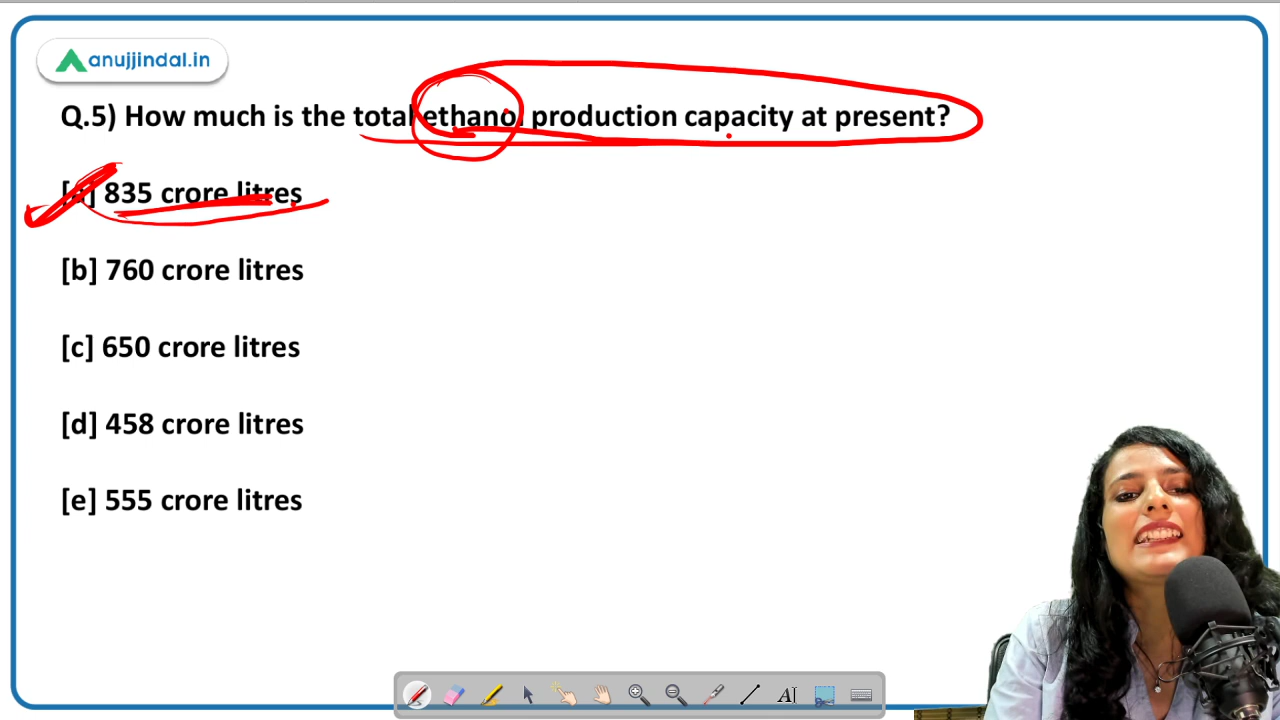 anujjindal.in
Q.5) How much is the total ethanol production capacity at present?
[a] 835 crore litres
[b] 760 crore litres
[c] 650 crore litres
[d] 458 crore litres
[e] 555 crore litres
AI